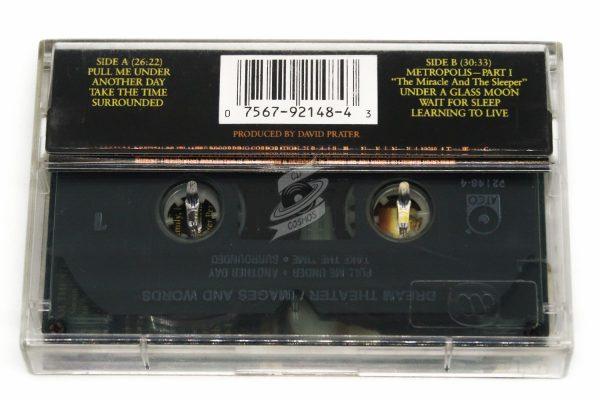 SIDE A (26:22)
PULL ME UNDER
ANOTHER DAY
TAKE THE TIME
SURROUNDED
0 7567-92148-4 3
SIDE B (30:33)
METROPOLIS—PART I
"The Miracle And The Sleeper"
UNDER A GLASS MOON
WAIT FOR SLEEP
LEARNING TO LIVE
PRODUCED BY DAVID PRATER
CD
COSMOS
1
92148-4
ATCO
PULL ME UNDER • ANOTHER DAY
TAKE THE TIME • SURROUNDED
DREAM THEATER / IMAGES AND WORDS